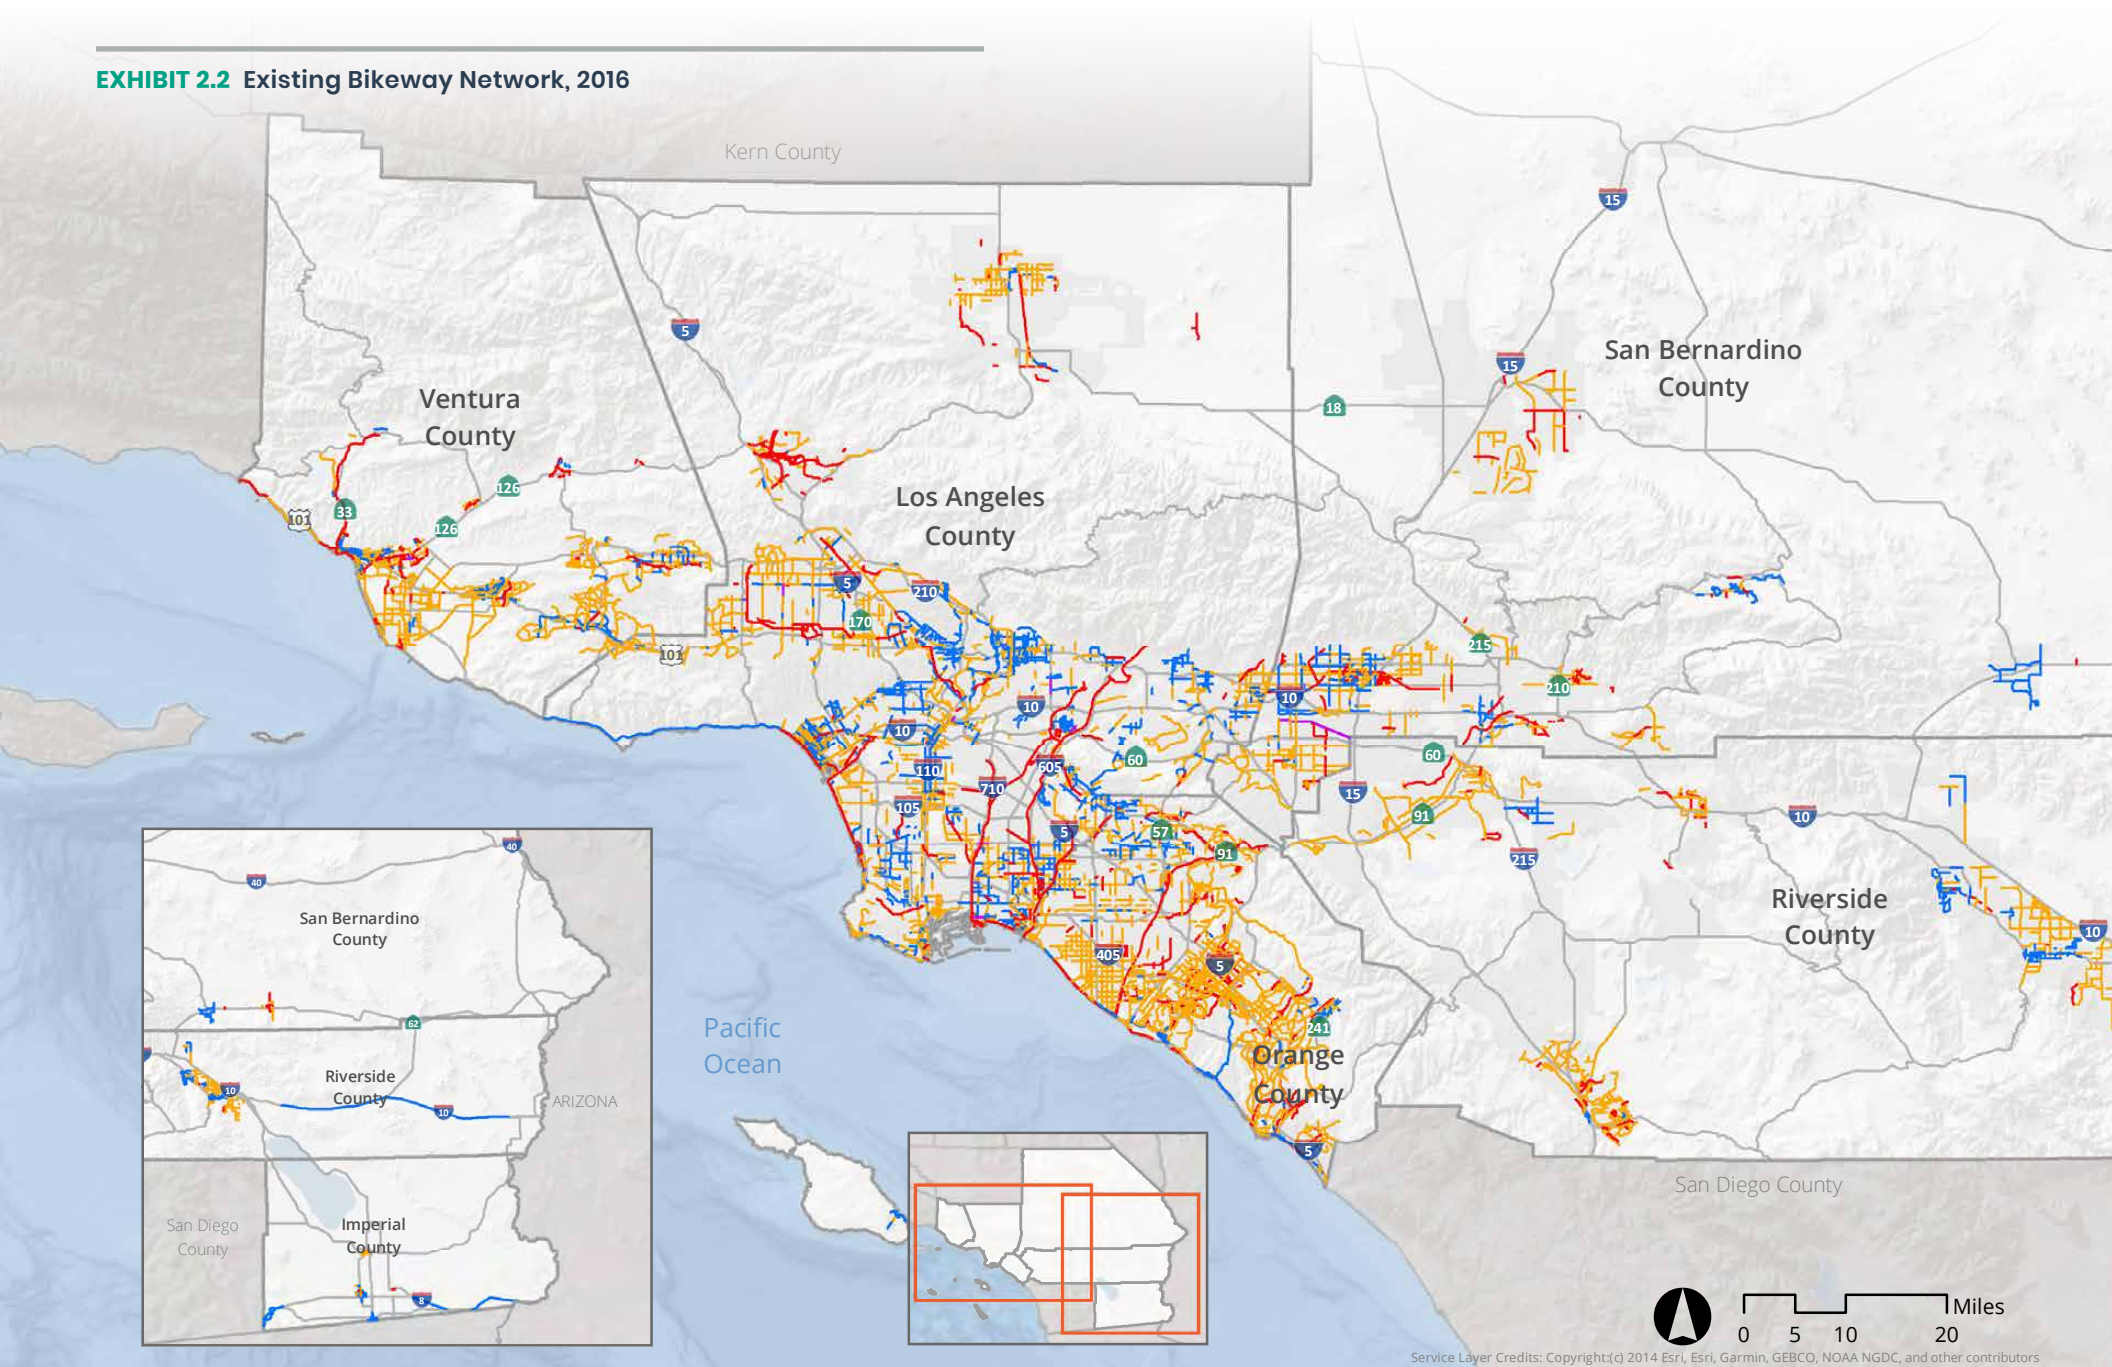 EXHIBIT 2.2 Existing Bikeway Network, 2016
Kern County
15
5
15
San Bernardino
County
Ventura
County
18
126
Los Angeles
County
33
101
126
5
210
170
215
101
210
10
10
10
60
60
110
605
710
15
105
91
10
5
57
91
215
Riverside
County
10
405
5
Pacific
Ocean
241
Orange
County
5
San Diego County
40
40
San Bernardino
County
62
Riverside
County
10
10
ARIZONA
San Diego
County
Imperial
County
8
Miles
0 5 10 20
Service Layer Credits: Copyright:(c) 2014 Esri, Esri, Garmin, GEBCO, NOAA NGDC, and other contributors